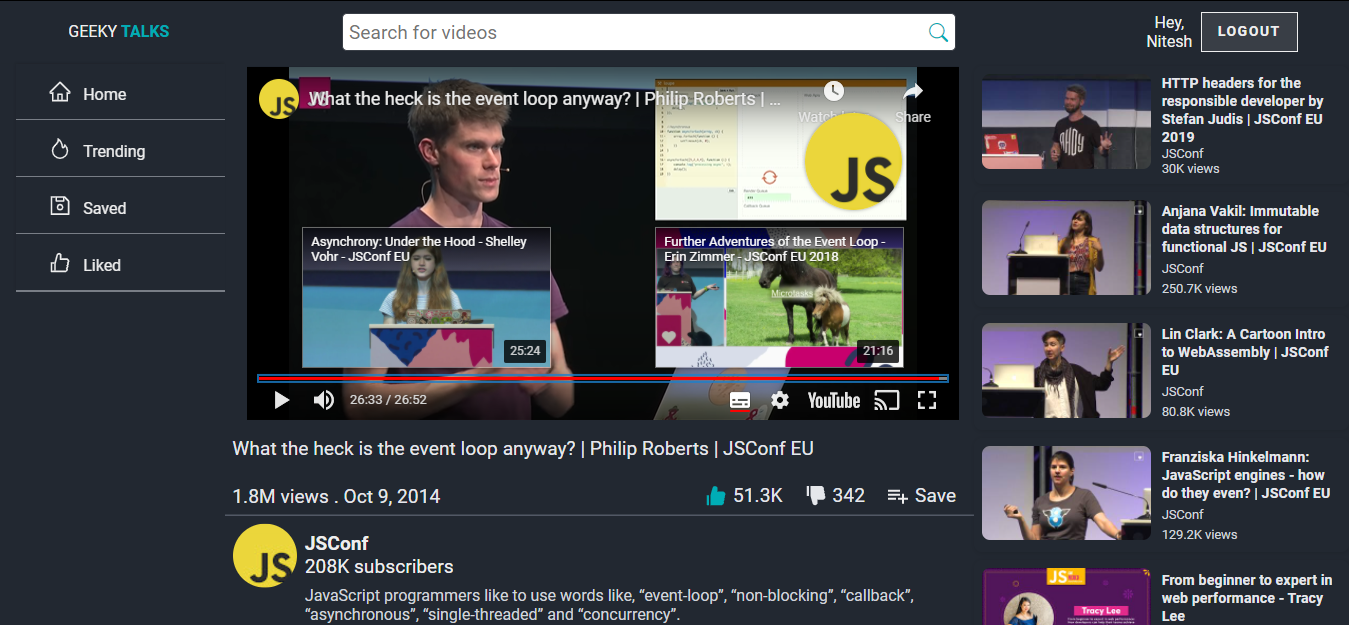 GEEKY TALKS
Search for videos
Hey,
Nitesh
LOGOUT
Home
Trending
Saved
Liked
JS
What the heck is the event loop anyway? | Philip Roberts | ...
Share
JS
Asynchrony: Under the Hood - Shelley
Vohr - JSConf EU
25:24
Further Adventures of the Event Loop -
Erin Zimmer - JSConf EU 2018
Microtasks
21:16
26:33 / 26:52
YouTube
What the heck is the event loop anyway? | Philip Roberts | JSConf EU
1.8M views . Oct 9, 2014
51.3K
342
Save
JS
JSConf
208K subscribers
JavaScript programmers like to use words like, “event-loop”, “non-blocking”, “callback”,
“asynchronous”, “single-threaded” and “concurrency”.
HTTP headers for the
responsible developer by
Stefan Judis | JSConf EU
2019
JSConf
30K views
Anjana Vakil: Immutable
data structures for
functional JS | JSConf EU
JSConf
250.7K views
Lin Clark: A Cartoon Intro
to WebAssembly | JSConf
EU
JSConf
80.8K views
Franziska Hinkelmann:
JavaScript engines - how
do they even? | JSConf EU
JSConf
129.2K views
JS
Tracy Lee
From beginner to expert in
web performance - Tracy
Lee